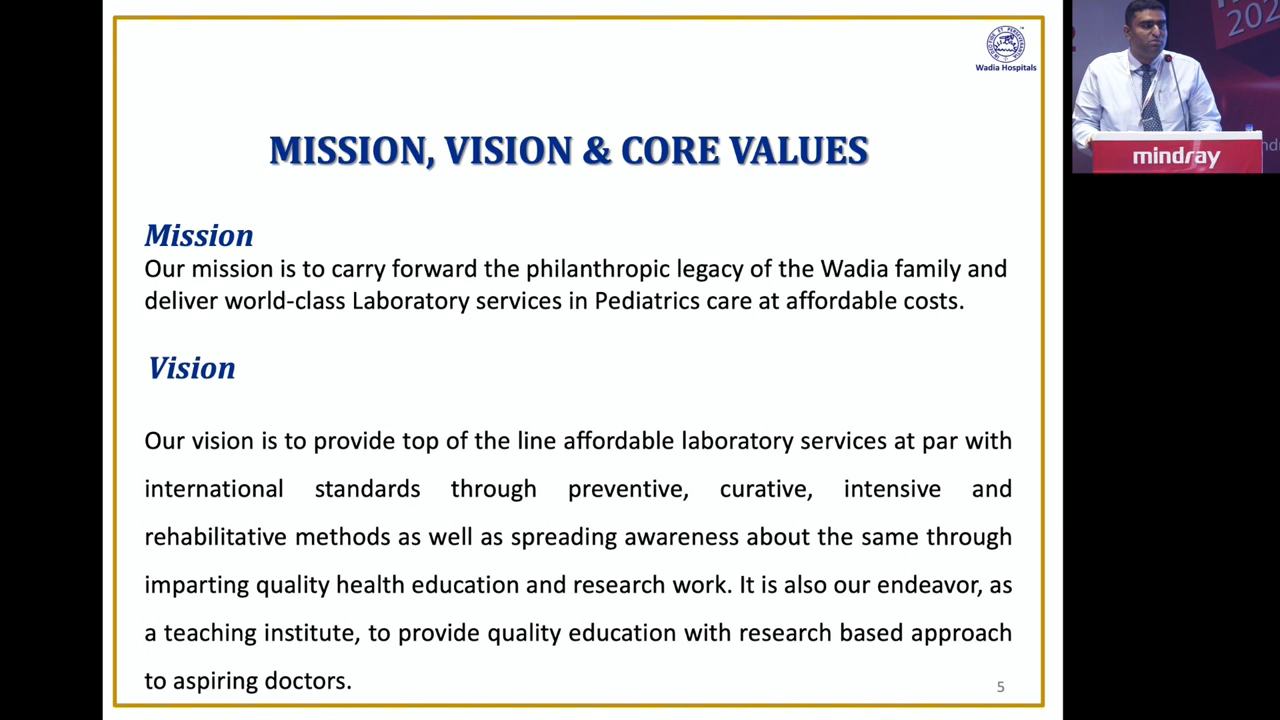 Wadia Hospitals
MISSION, VISION & CORE VALUES
Mission
Our mission is to carry forward the philanthropic legacy of the Wadia family and
deliver world-class Laboratory services in Pediatrics care at affordable costs.
Vision
Our vision is to provide top of the line affordable laboratory services at par with
international standards through preventive, curative, intensive and
rehabilitative methods as well as spreading awareness about the same through
imparting quality health education and research work. It is also our endeavor, as
a teaching institute, to provide quality education with research based approach
to aspiring doctors.
5
mindray